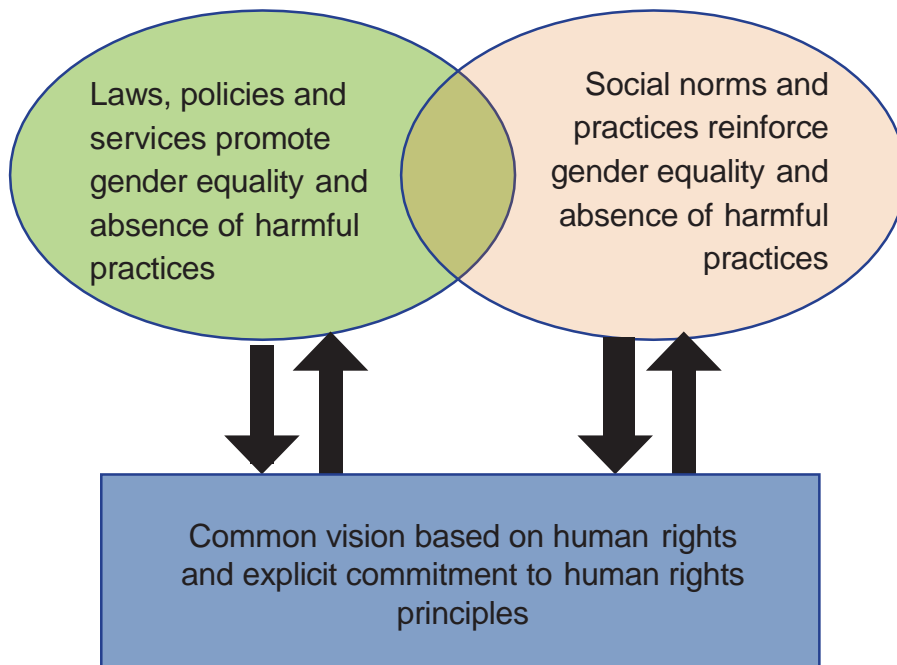 Laws, policies and
services promote
gender equality and
absence of harmful
practices
Social norms and
practices reinforce
gender equality and
absence of harmful
practices
Common vision based on human rights
and explicit commitment to human rights
principles